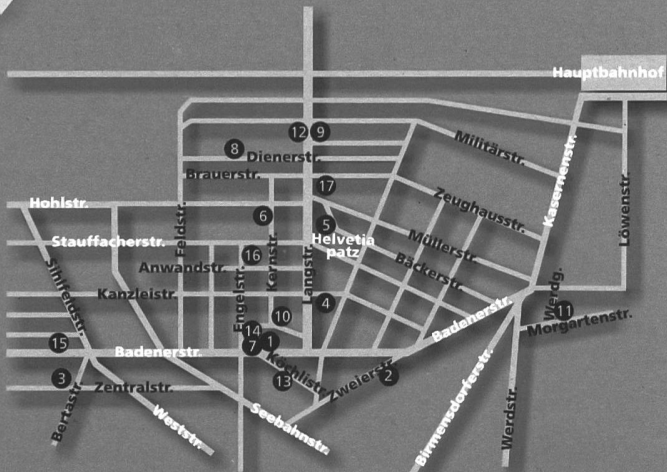 Hauptbahnhof
12
9
8
Dienerstr.
Militärstr.
Brauerstr.
17
Kasernenstr.
Zeughausstr.
Löwenstr.
Hohlstr.
6
Feldstr.
5
Stauffacherstr.
Helvetia
patz
Müllerstr.
Kernstr.
Langstr.
16
Bäckerstr.
Anwandstr.
Sihlfeldstr.
Engelstr.
Kanzleistr.
4
Werdg.
10
11
14
1
Badenerstr.
Morgartenstr.
15
7
Badenerstr.
Köchlistr.
13
Zweierstr.
2
3
Zentralstr.
Bertastr.
Weststr.
Seebahnstr.
Birmensdorferstr.
Werdstr.